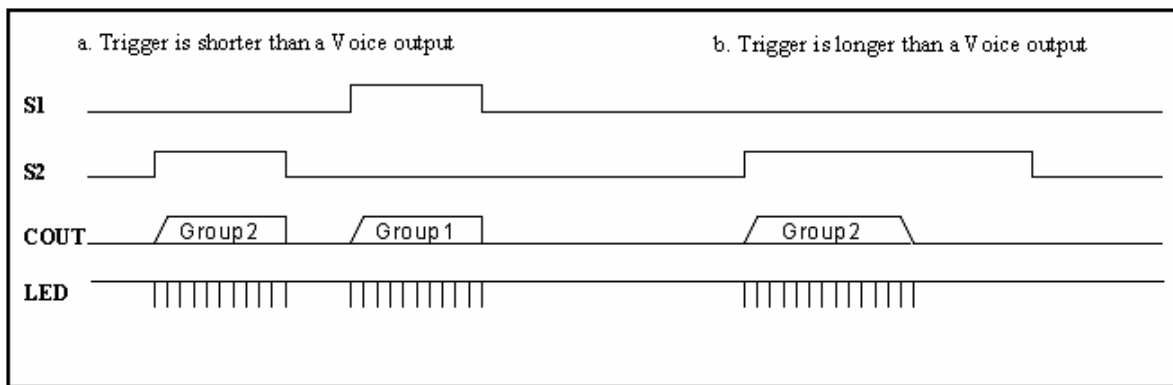 a. Trigger is shorter than a Voice output
b. Trigger is longer than a Voice output
S1
S2
COUT
Group2
Group1
Group2
LED